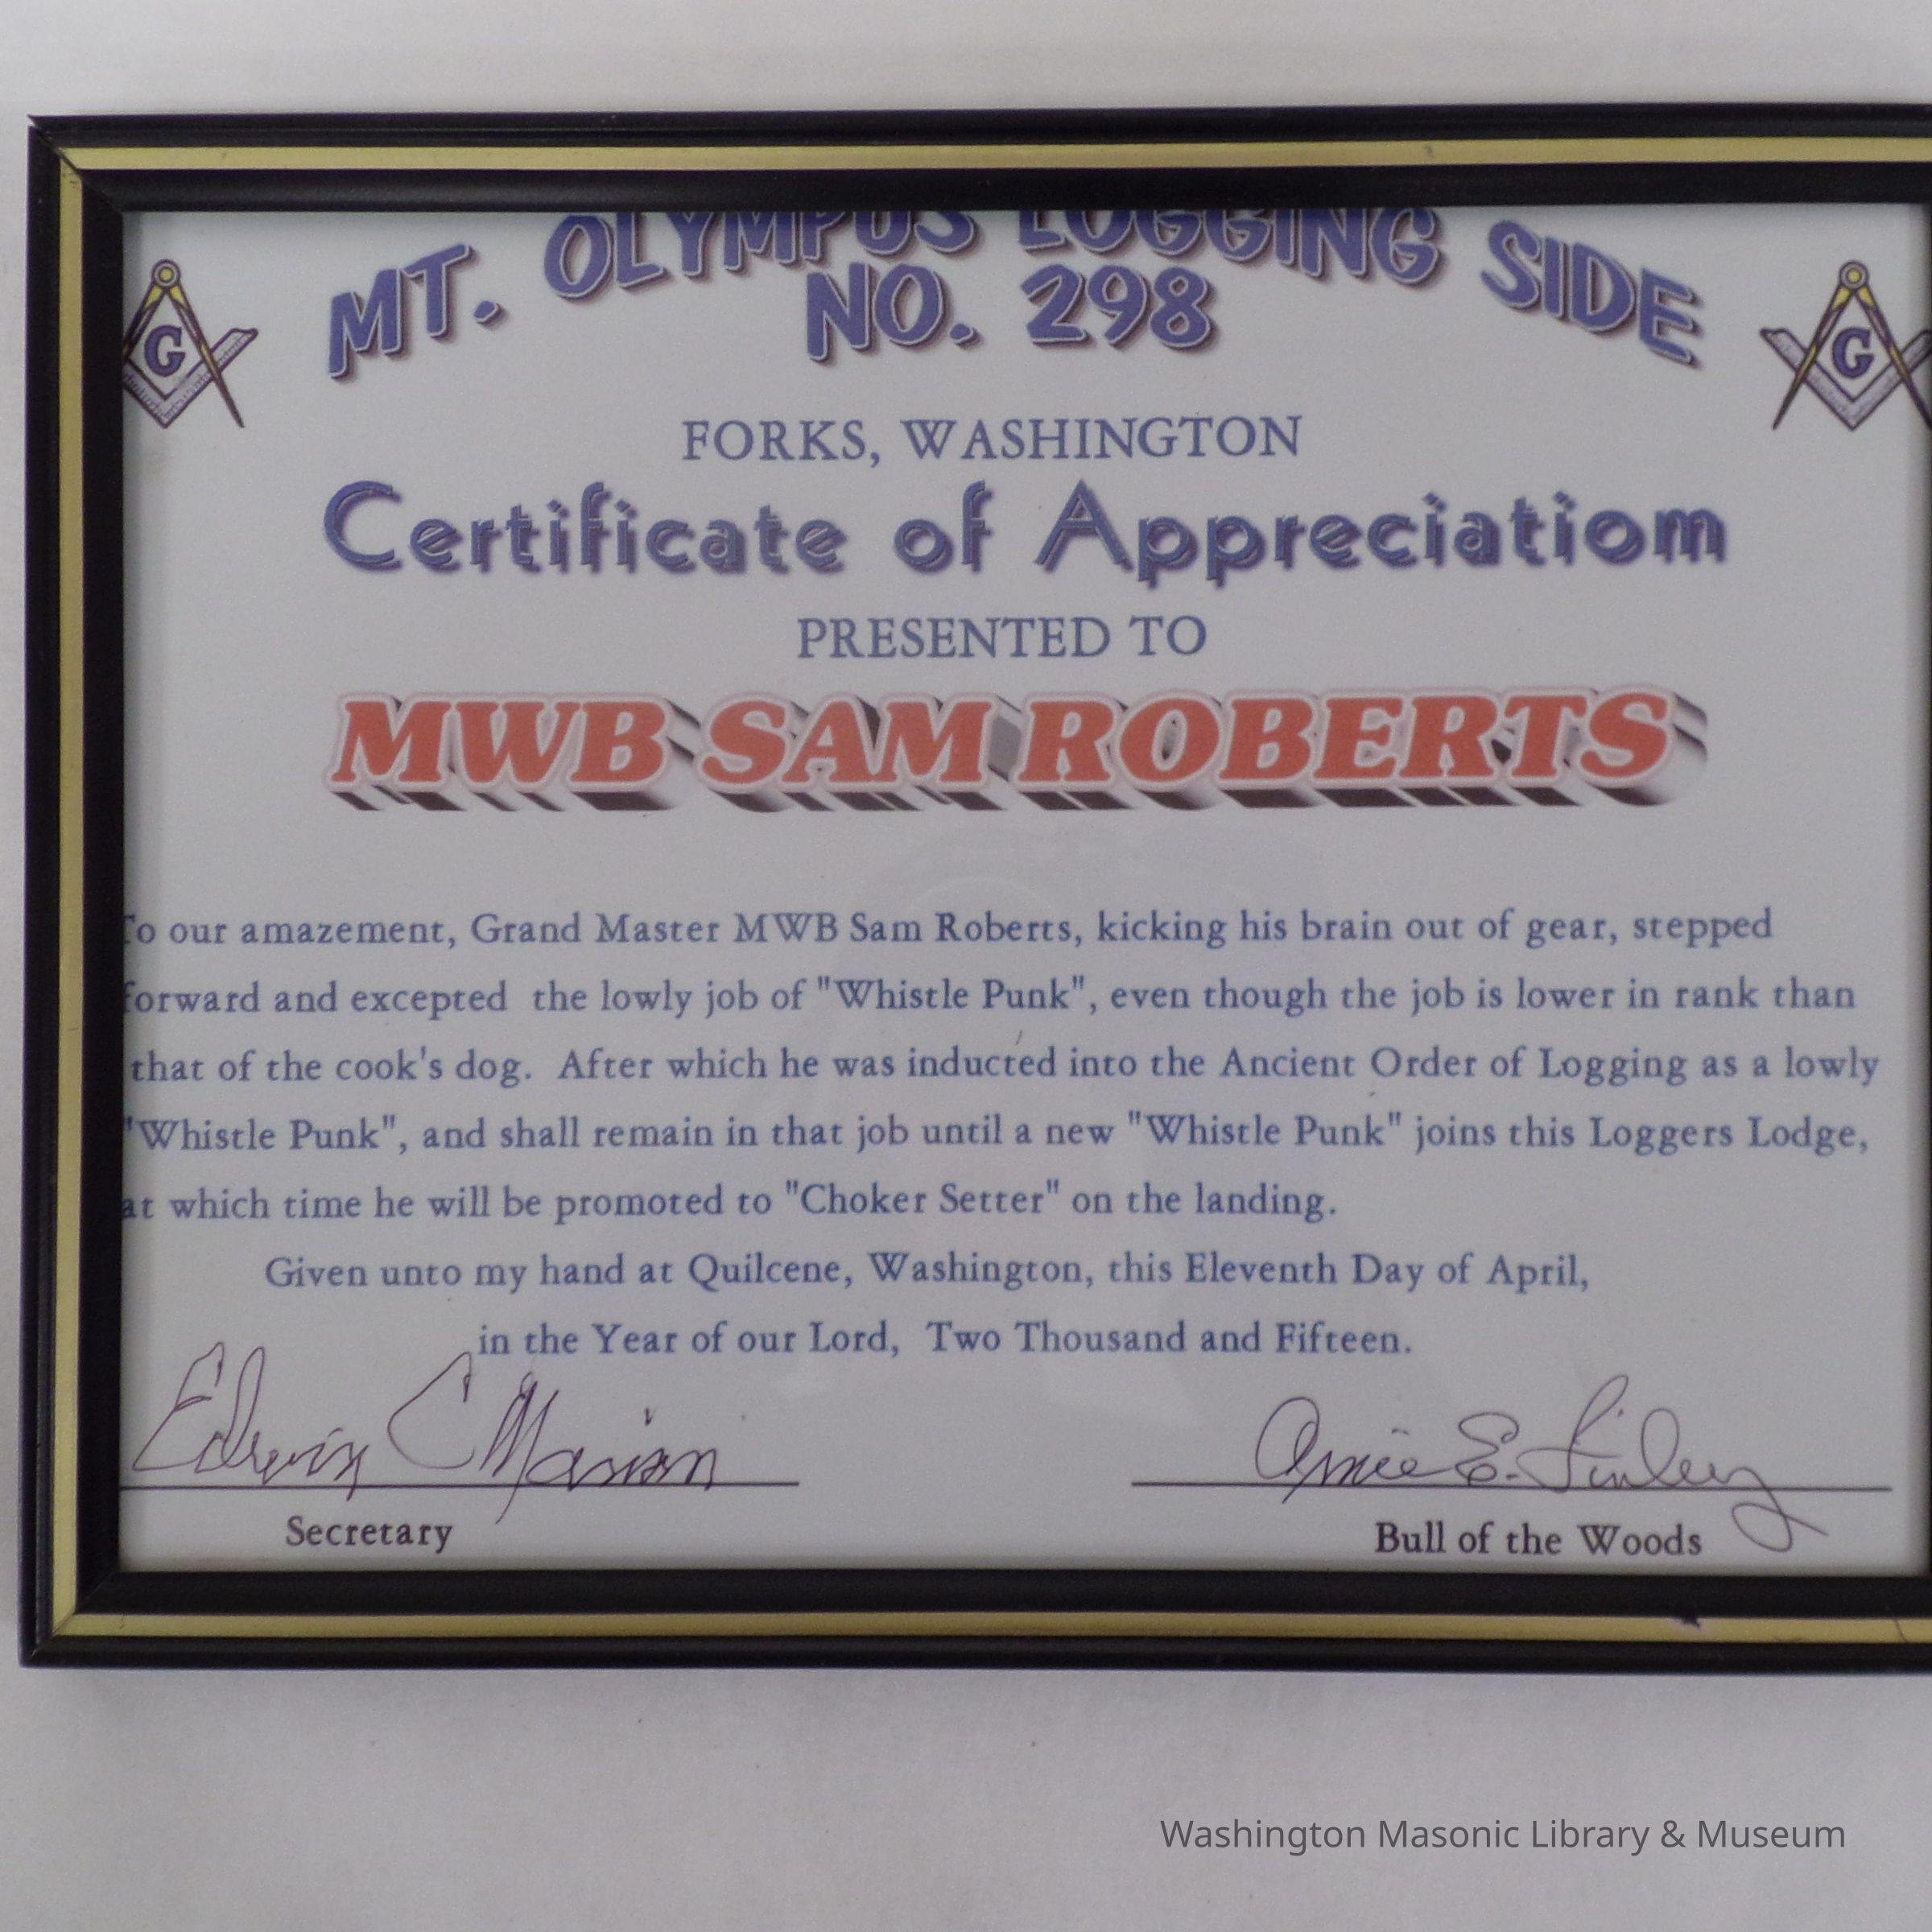 MT. OLYMPUS LOGGING SIDE
NO. 298
G
G
FORKS, WASHINGTON
Certificate of Appreciatiom
PRESENTED TO
MWB SAM ROBERTS
To our amazement, Grand Master MWB Sam Roberts, kicking his brain out of gear, stepped
forward and excepted the lowly job of "Whistle Punk", even though the job is lower in rank than
that of the cook's dog. After which he was inducted into the Ancient Order of Logging as a lowly
"Whistle Punk", and shall remain in that job until a new "Whistle Punk" joins this Loggers Lodge,
at which time he will be promoted to "Choker Setter" on the landing.
Given unto my hand at Quilcene, Washington, this Eleventh Day of April,
in the Year of our Lord, Two Thousand and Fifteen.
Edwin C Marion
E. Finley
Secretary
Bull of the Woods
Washington Masonic Library & Museum